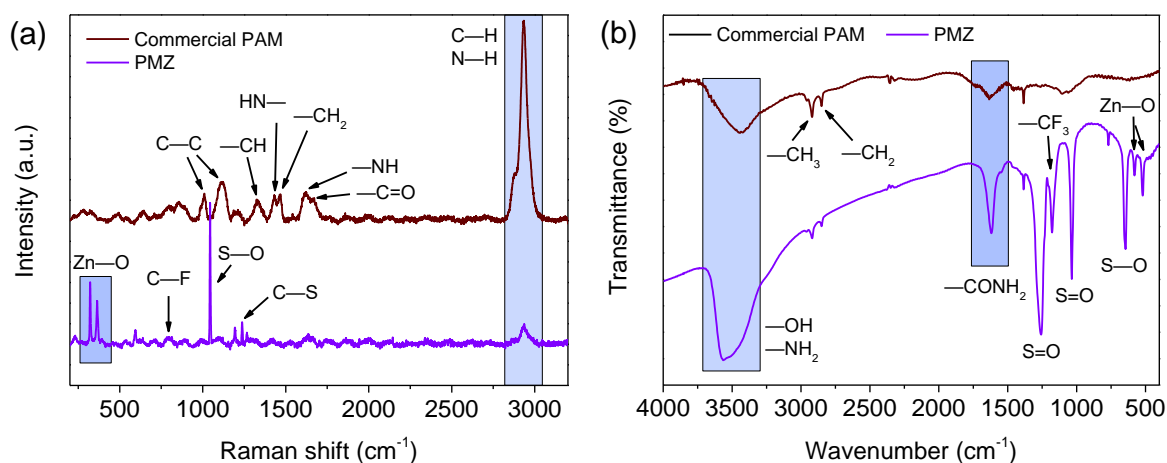 (a)
Commercial PAM
PMZ
C—H
N—H
HN—
—CH₂
C—C
—CH
—NH
—C=O
Zn—O
C—F
S—O
C—S
Intensity (a.u.)
500 1000 1500 2000 2500 3000
Raman shift (cm⁻¹)
(b)
Commercial PAM PMZ
Zn—O
—CF₃
—CH₃
—CH₂
—CONH₂
S—O
S=O
S=O
—OH
—NH₂
Transmittance (%)
4000 3500 3000 2500 2000 1500 1000 500
Wavenumber (cm⁻¹)